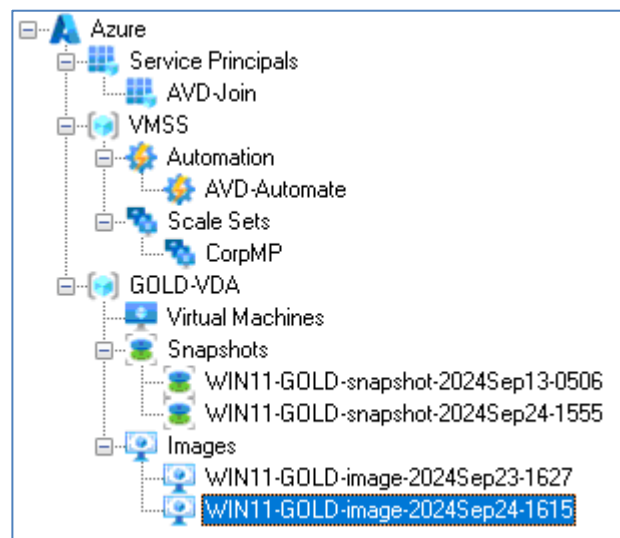 Azure
Service Principals
AVD-Join
VMSS
Automation
AVD-Automate
Scale Sets
CorpMP
GOLD-VDA
Virtual Machines
Snapshots
WIN11-GOLD-snapshot-2024Sep13-0506
WIN11-GOLD-snapshot-2024Sep24-1555
Images
WIN11-GOLD-image-2024Sep23-1627
WIN11-GOLD-image-2024Sep24-1615